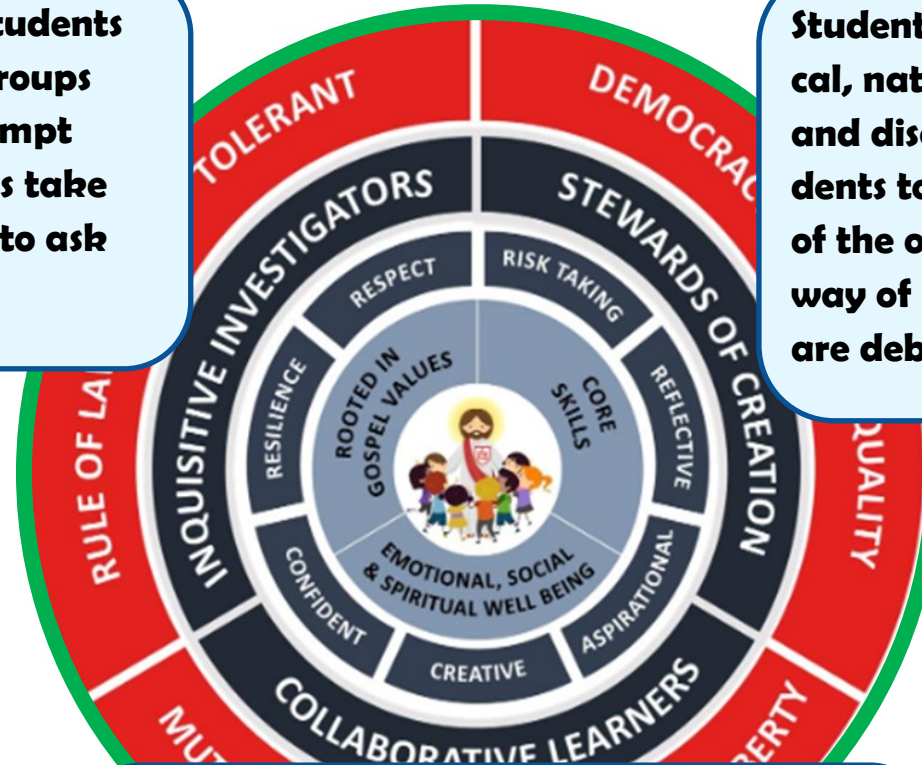 tudents
roups
mpt
s take
to ask
Student
cal, nat
and disc
dents to
of the o
way of
are deb
TOLERANT
DEMOCRAC
RULE OF LA
QUALITY
MUT
BERTY
INQUISITIVE INVESTIGATORS
STEWARDS OF CREATION
COLLABORATIVE LEARNERS
RESPECT
RISK TAKING
RESILIENCE
REFLECTIVE
CONFIDENT
ASPIRATIONAL
CREATIVE
ROOTED IN
GOSPEL VALUES
CORE
SKILLS
EMOTIONAL, SOCIAL
& SPIRITUAL WELL BEING